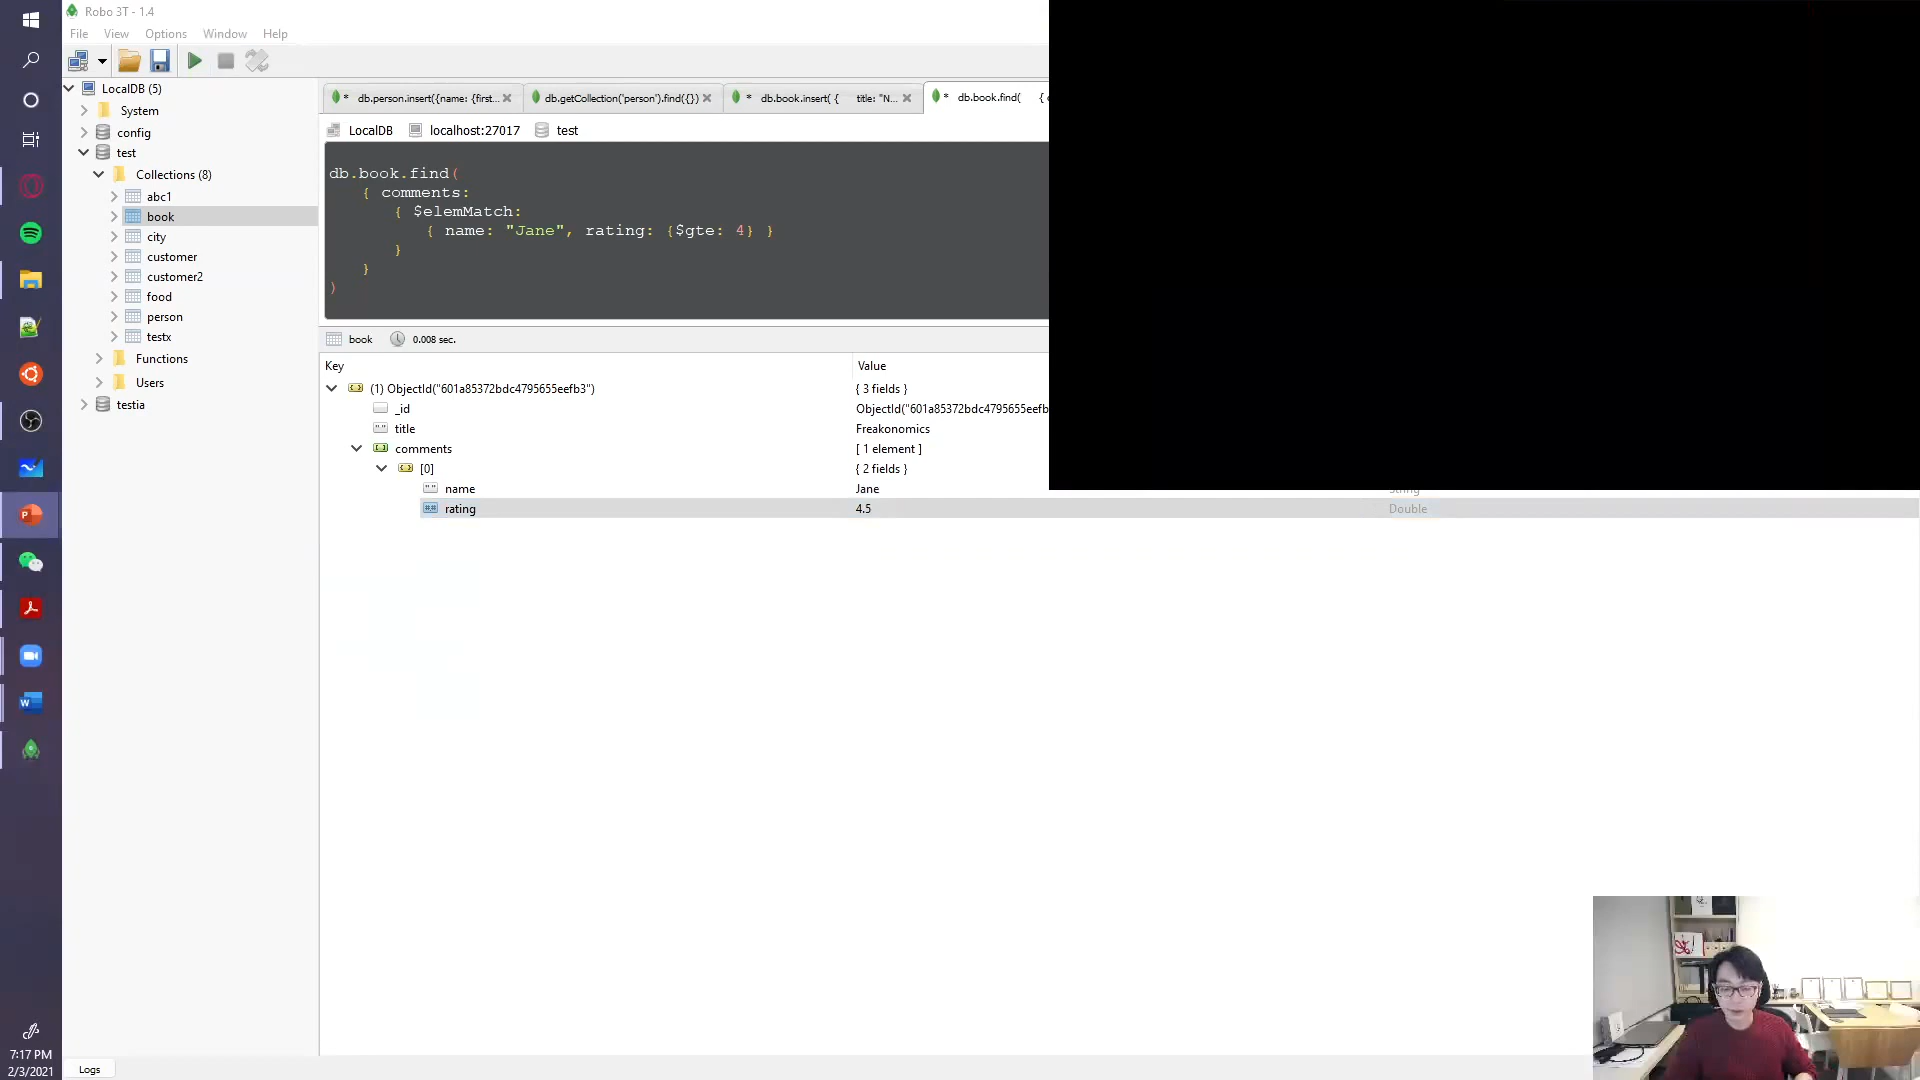 Robo 3T - 1.4
File View Options Window Help
LocalDB (5)
System
config
test
Collections (8)
abc1
book
city
customer
customer2
food
person
testx
Functions
Users
testia
* db.person.insert({name: {first...
db.getCollection('person').find({})
* db.book.insert( { title: "N...
* db.book.find( {
LocalDB localhost:27017 test
db.book.find(
{ comments:
{ $elemMatch:
{ name: "Jane", rating: {$gte: 4} }
}
}
)
book 0.008 sec.
Key Value
(1) ObjectId("601a85372bdc4795655eefb3") { 3 fields }
_id ObjectId("601a85372bdc4795655eefb
title Freakonomics
comments [ 1 element ]
[0] { 2 fields }
name Jane String
rating 4.5 Double
7:17 PM
2/3/2021
Logs